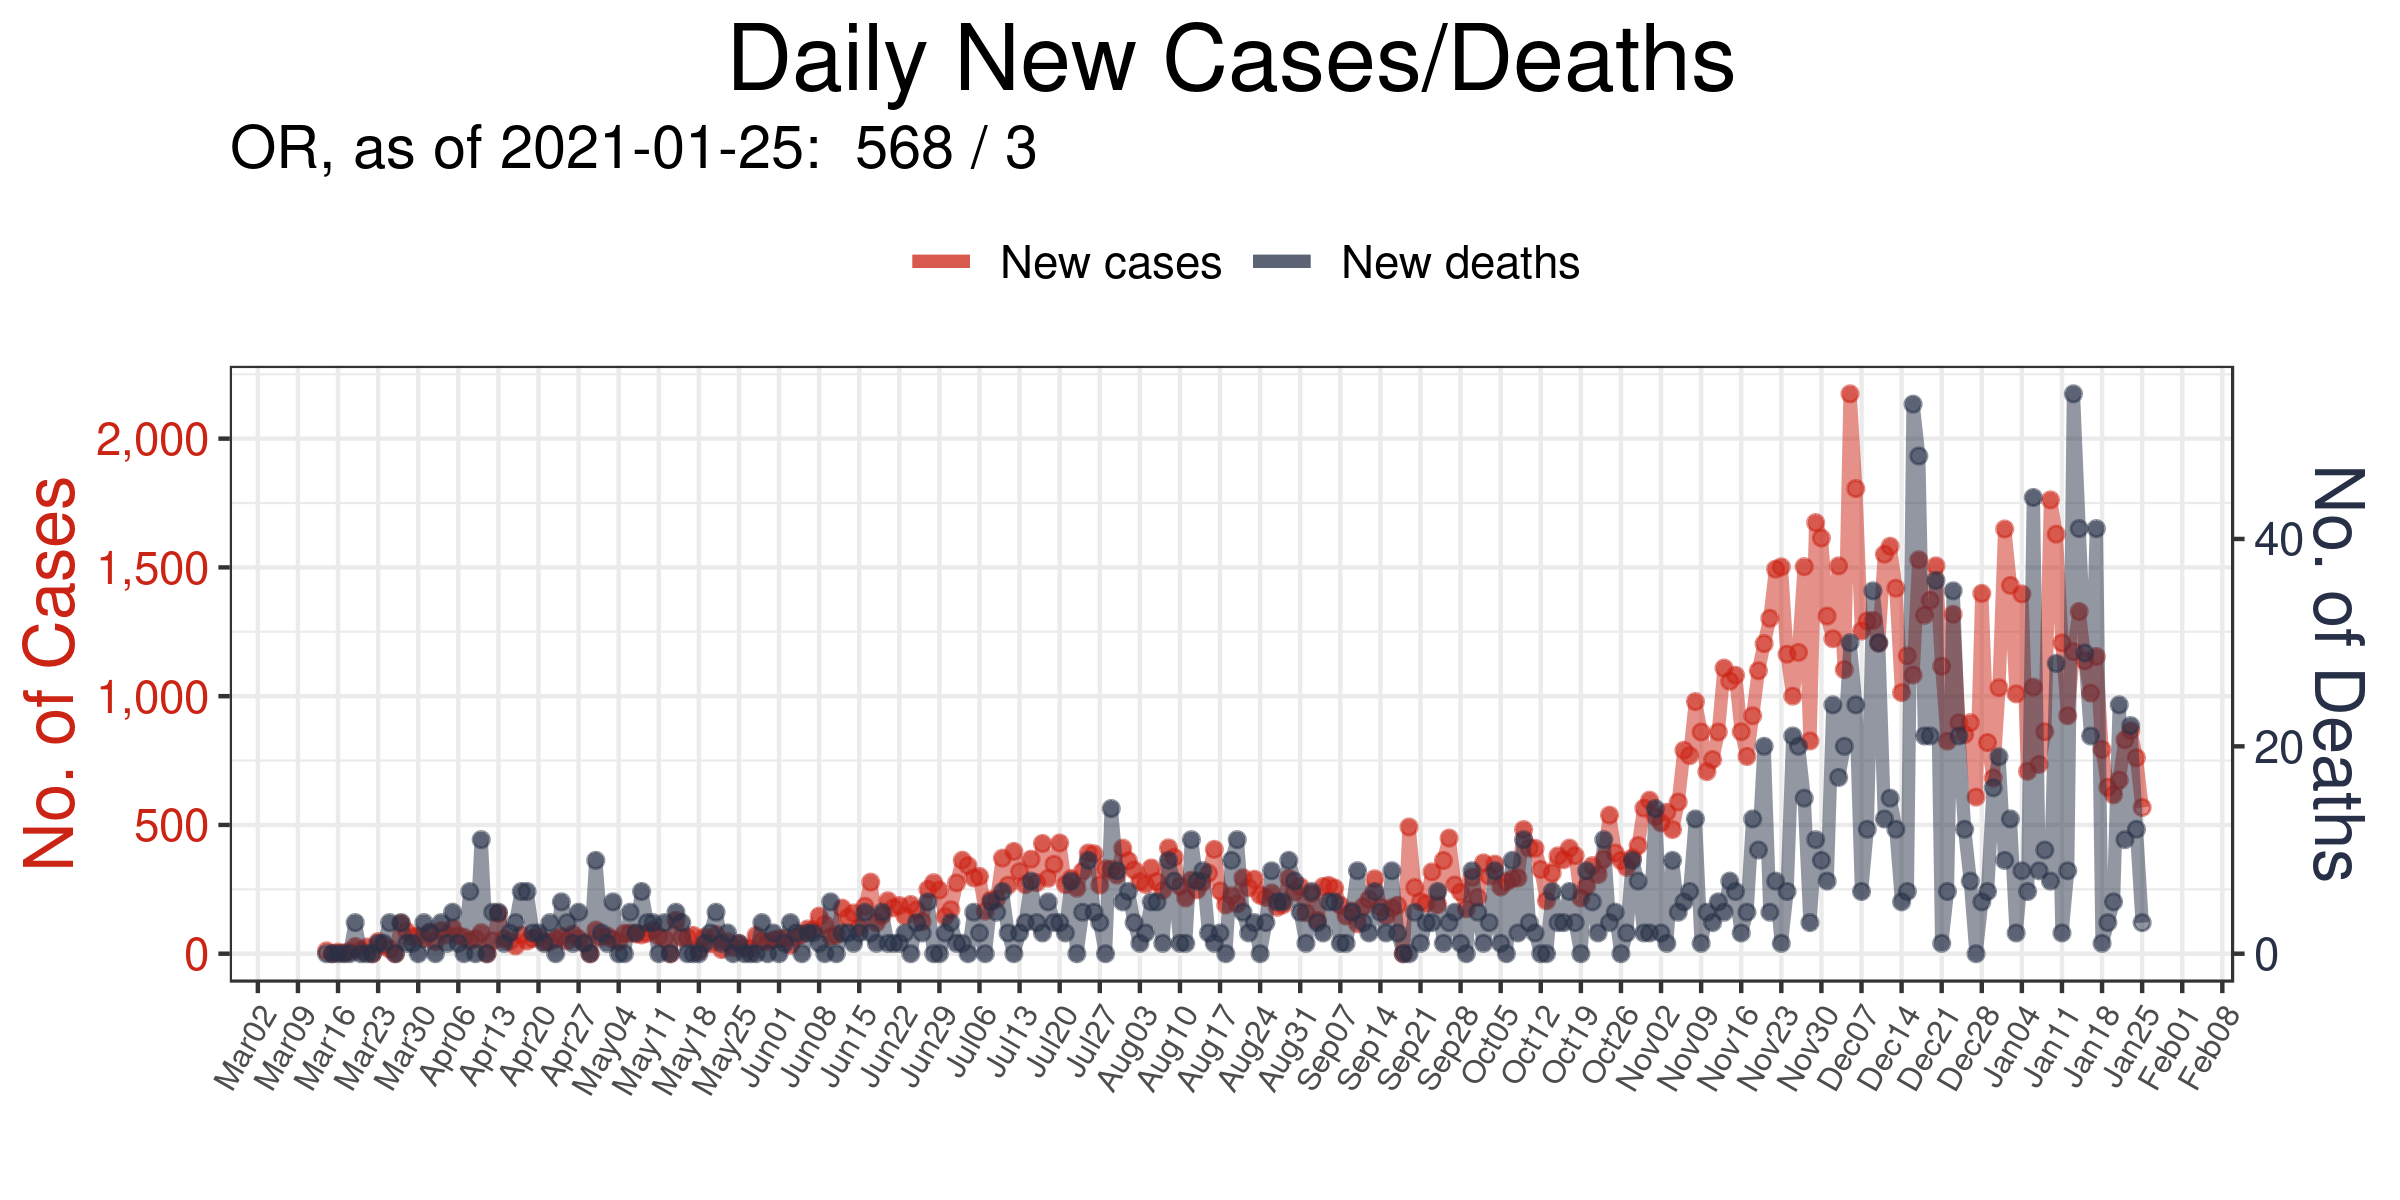 Daily New Cases/Deaths
OR, as of 2021-01-25: 568 / 3
New cases
New deaths
No. of Cases
2,000
1,500
1,000
500
0
No. of Deaths
40
20
0
Mar02
Mar09
Mar16
Mar23
Mar30
Apr06
Apr13
Apr20
Apr27
May04
May11
May18
May25
Jun01
Jun08
Jun15
Jun22
Jun29
Jul06
Jul13
Jul20
Jul27
Aug03
Aug10
Aug17
Aug24
Aug31
Sep07
Sep14
Sep21
Sep28
Oct05
Oct12
Oct19
Oct26
Nov02
Nov09
Nov16
Nov23
Nov30
Dec07
Dec14
Dec21
Dec28
Jan04
Jan11
Jan18
Jan25
Feb01
Feb08